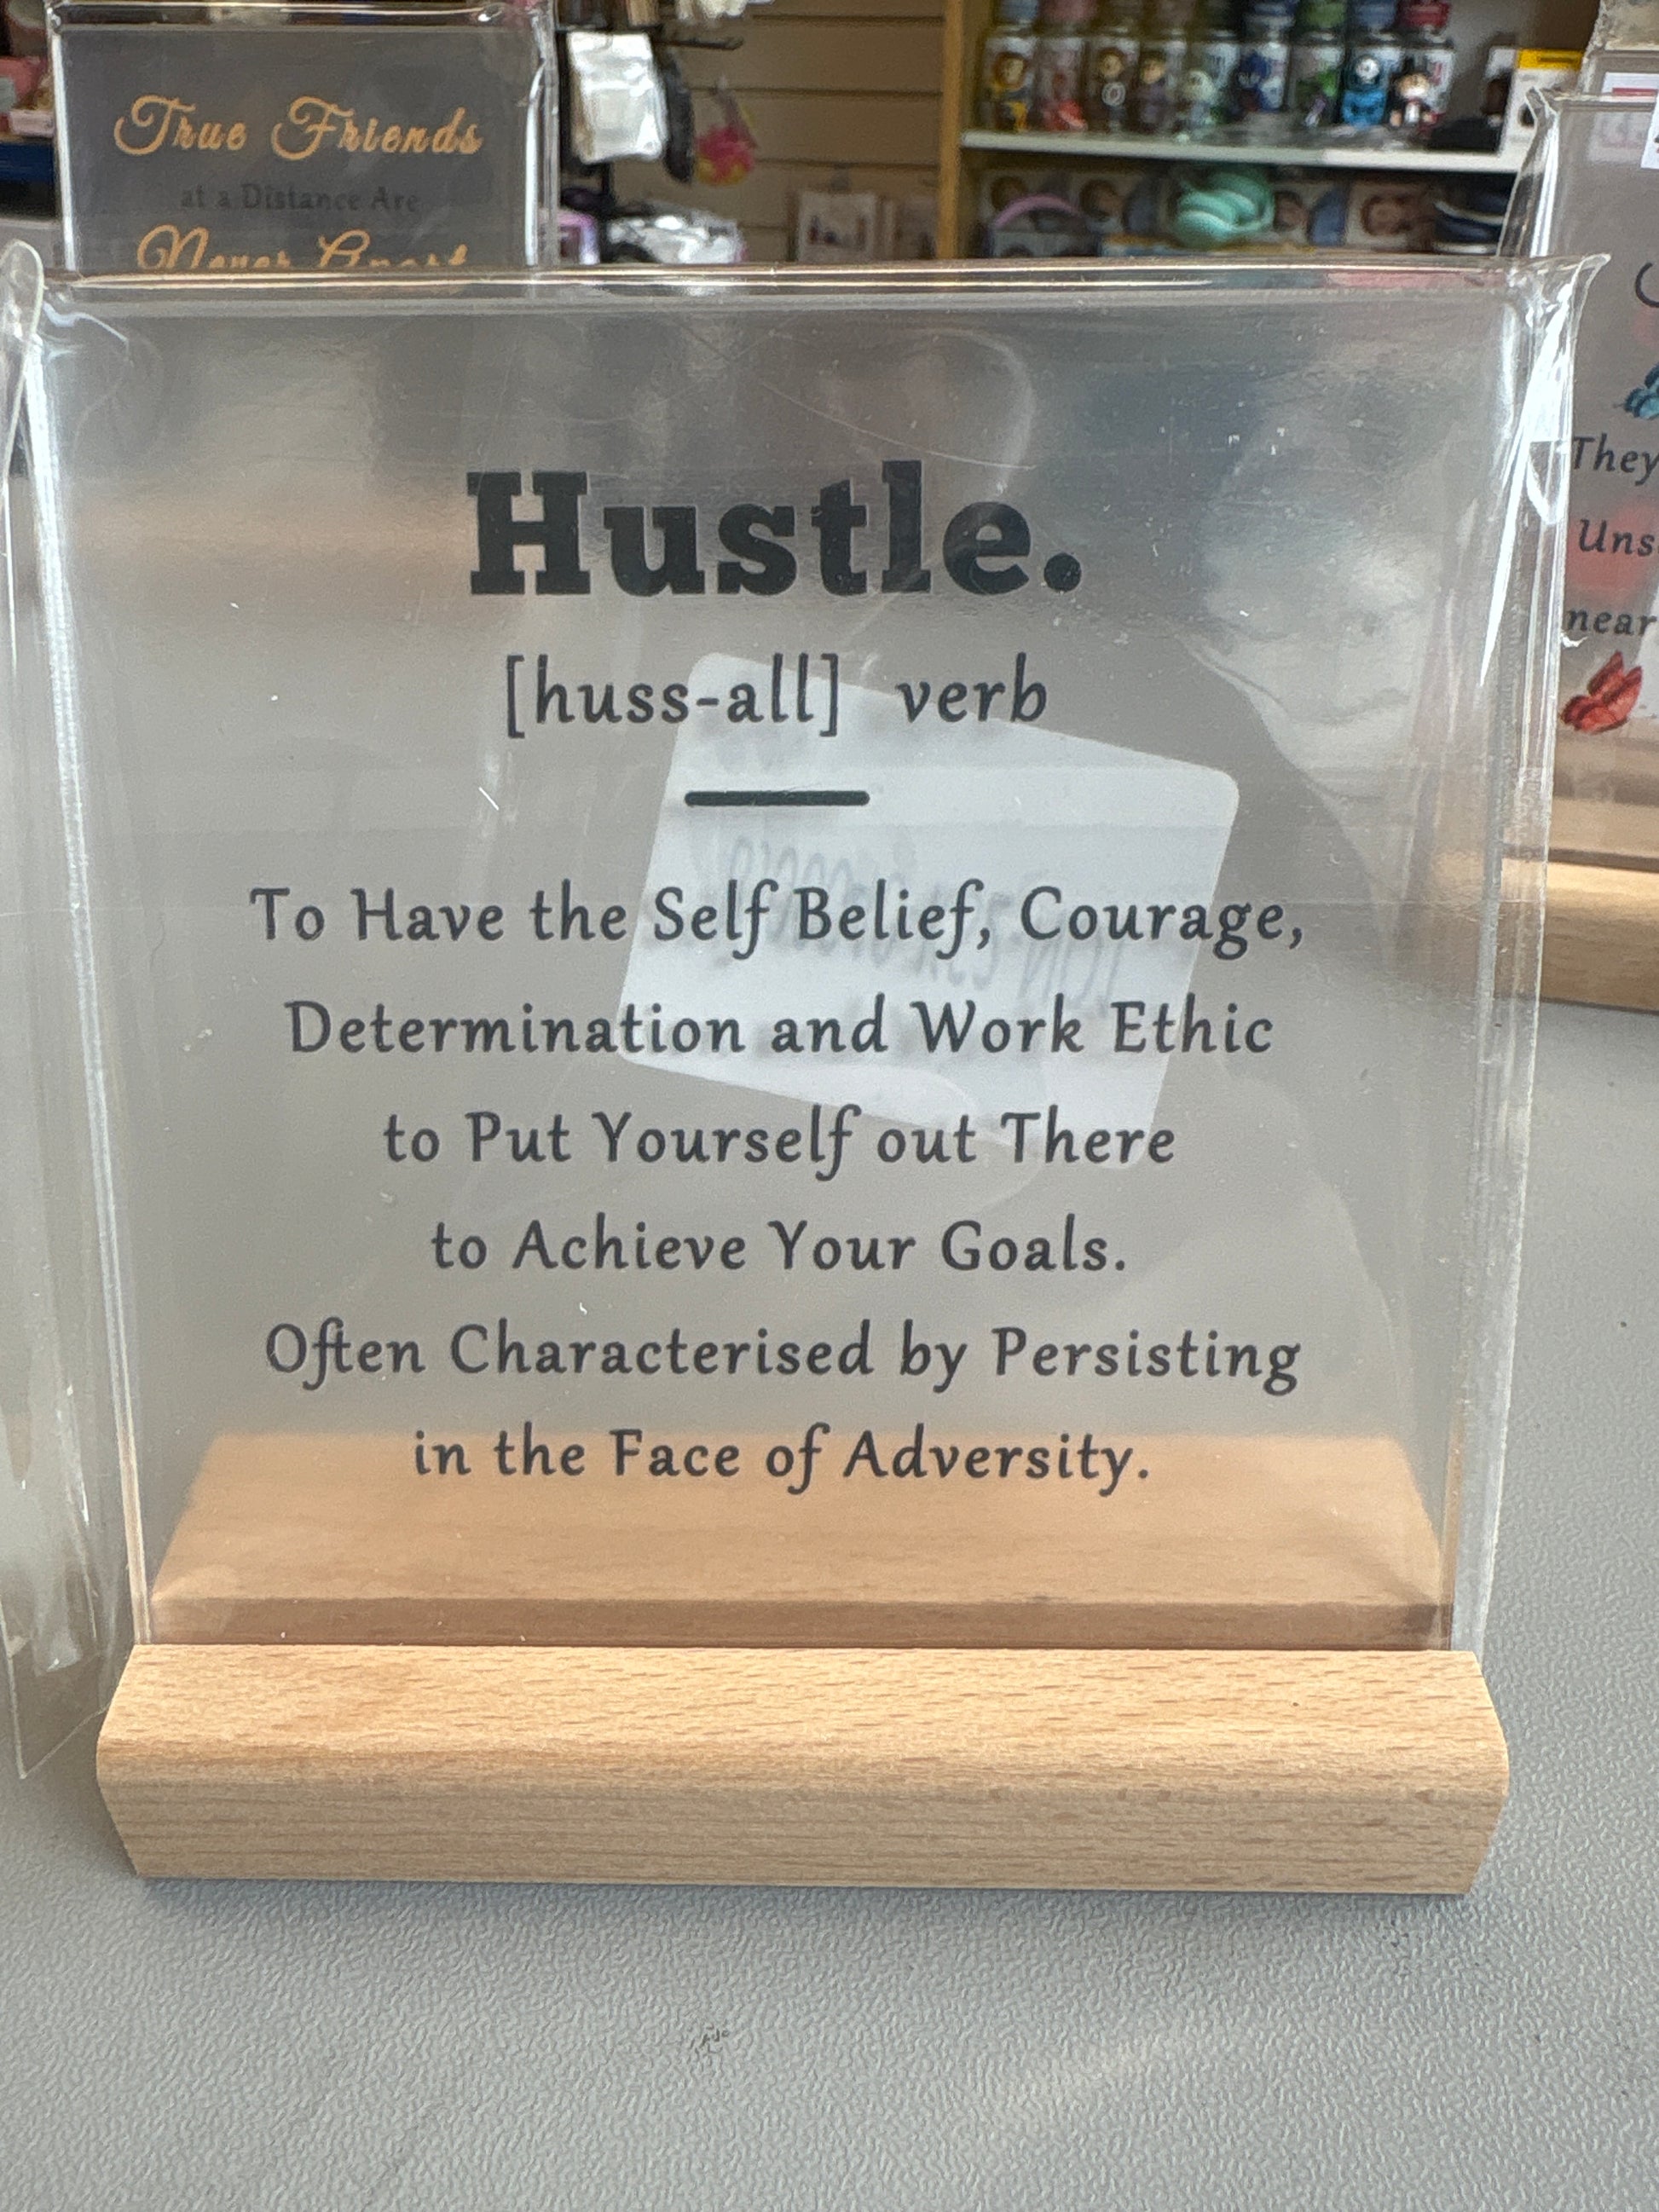 True Friends
at a Distance Are
Never Apart
Hustle.
[huss-all] verb
To Have the Self Belief, Courage,
Determination and Work Ethic
to Put Yourself out There
to Achieve Your Goals.
Often Characterised by Persisting
in the Face of Adversity.
They
near